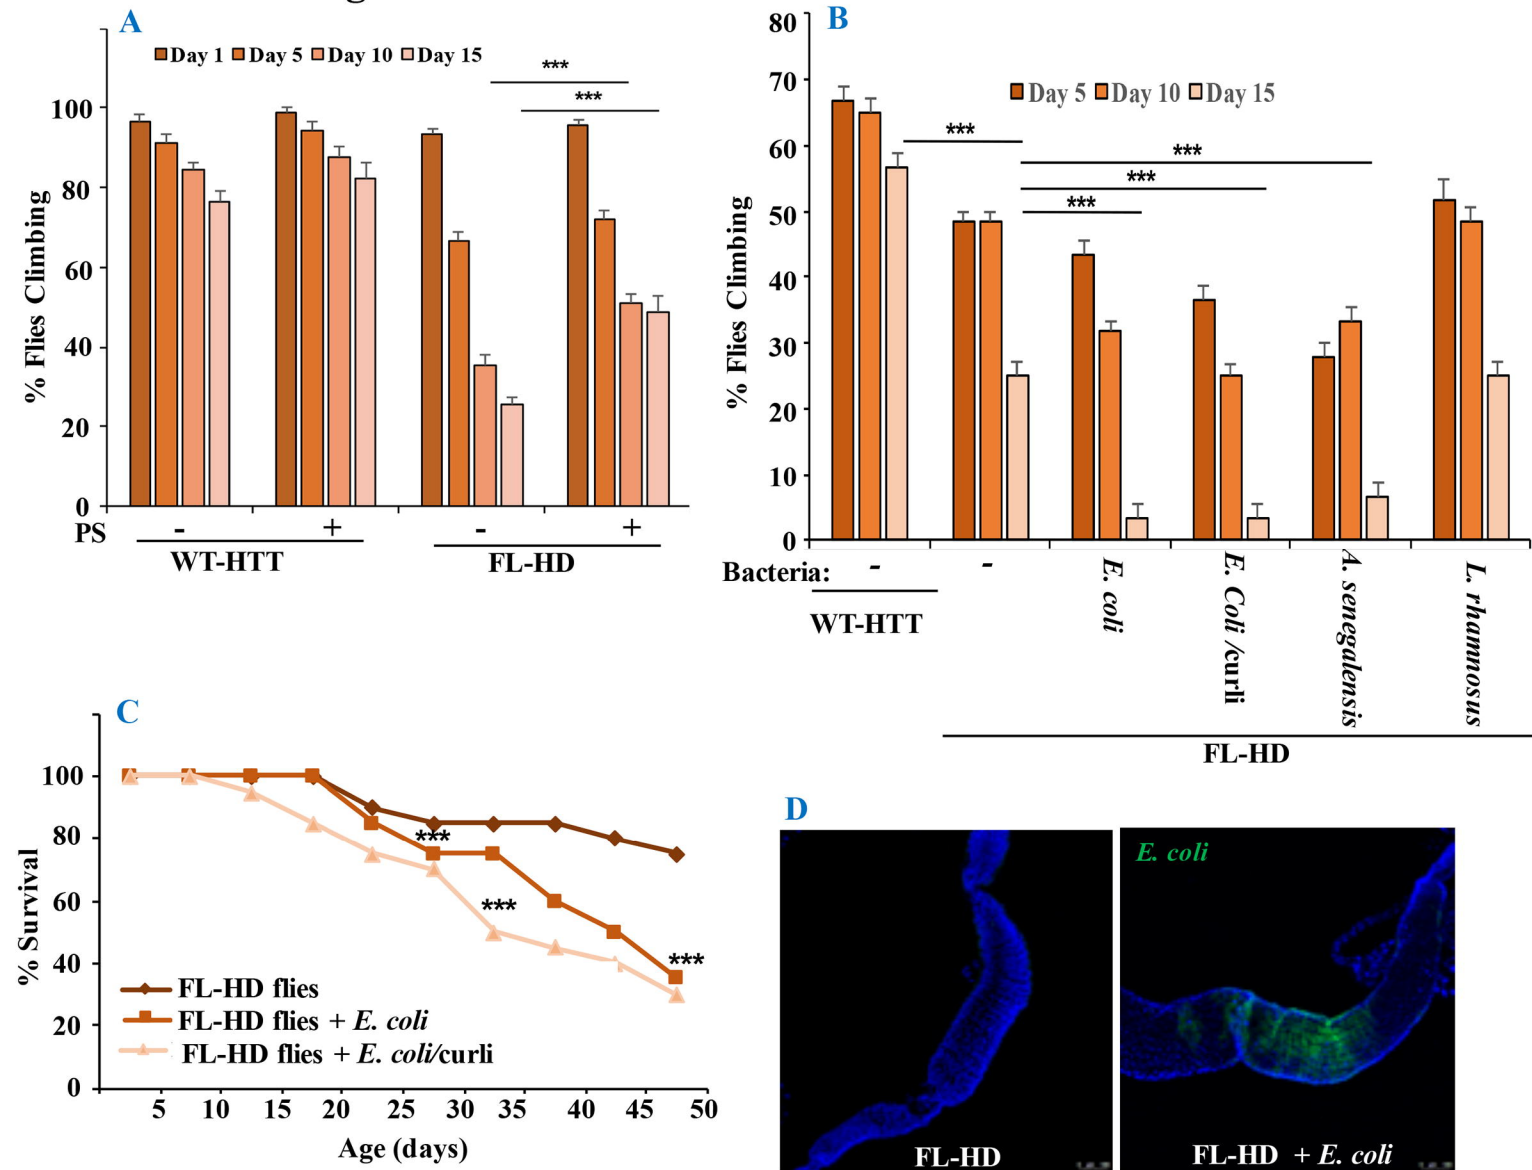 A
Day 1 Day 5 Day 10 Day 15
***
***
100
80
60
40
20
0
% Flies Climbing
PS - + - +
WT-HTT FL-HD
B
80
70
60
50
40
30
20
10
0
% Flies Climbing
Day 5 Day 10 Day 15
***
***
***
***
Bacteria: - - E. coli E. Coli /curli A. senegalensis L. rhamnosus
WT-HTT
FL-HD
C
100
80
60
40
20
0
% Survival
***
***
***
FL-HD flies
FL-HD flies + E. coli
FL-HD flies + E. coli/curli
5 10 15 20 25 30 35 40 45 50
Age (days)
D
E. coli
FL-HD
FL-HD + E. coli